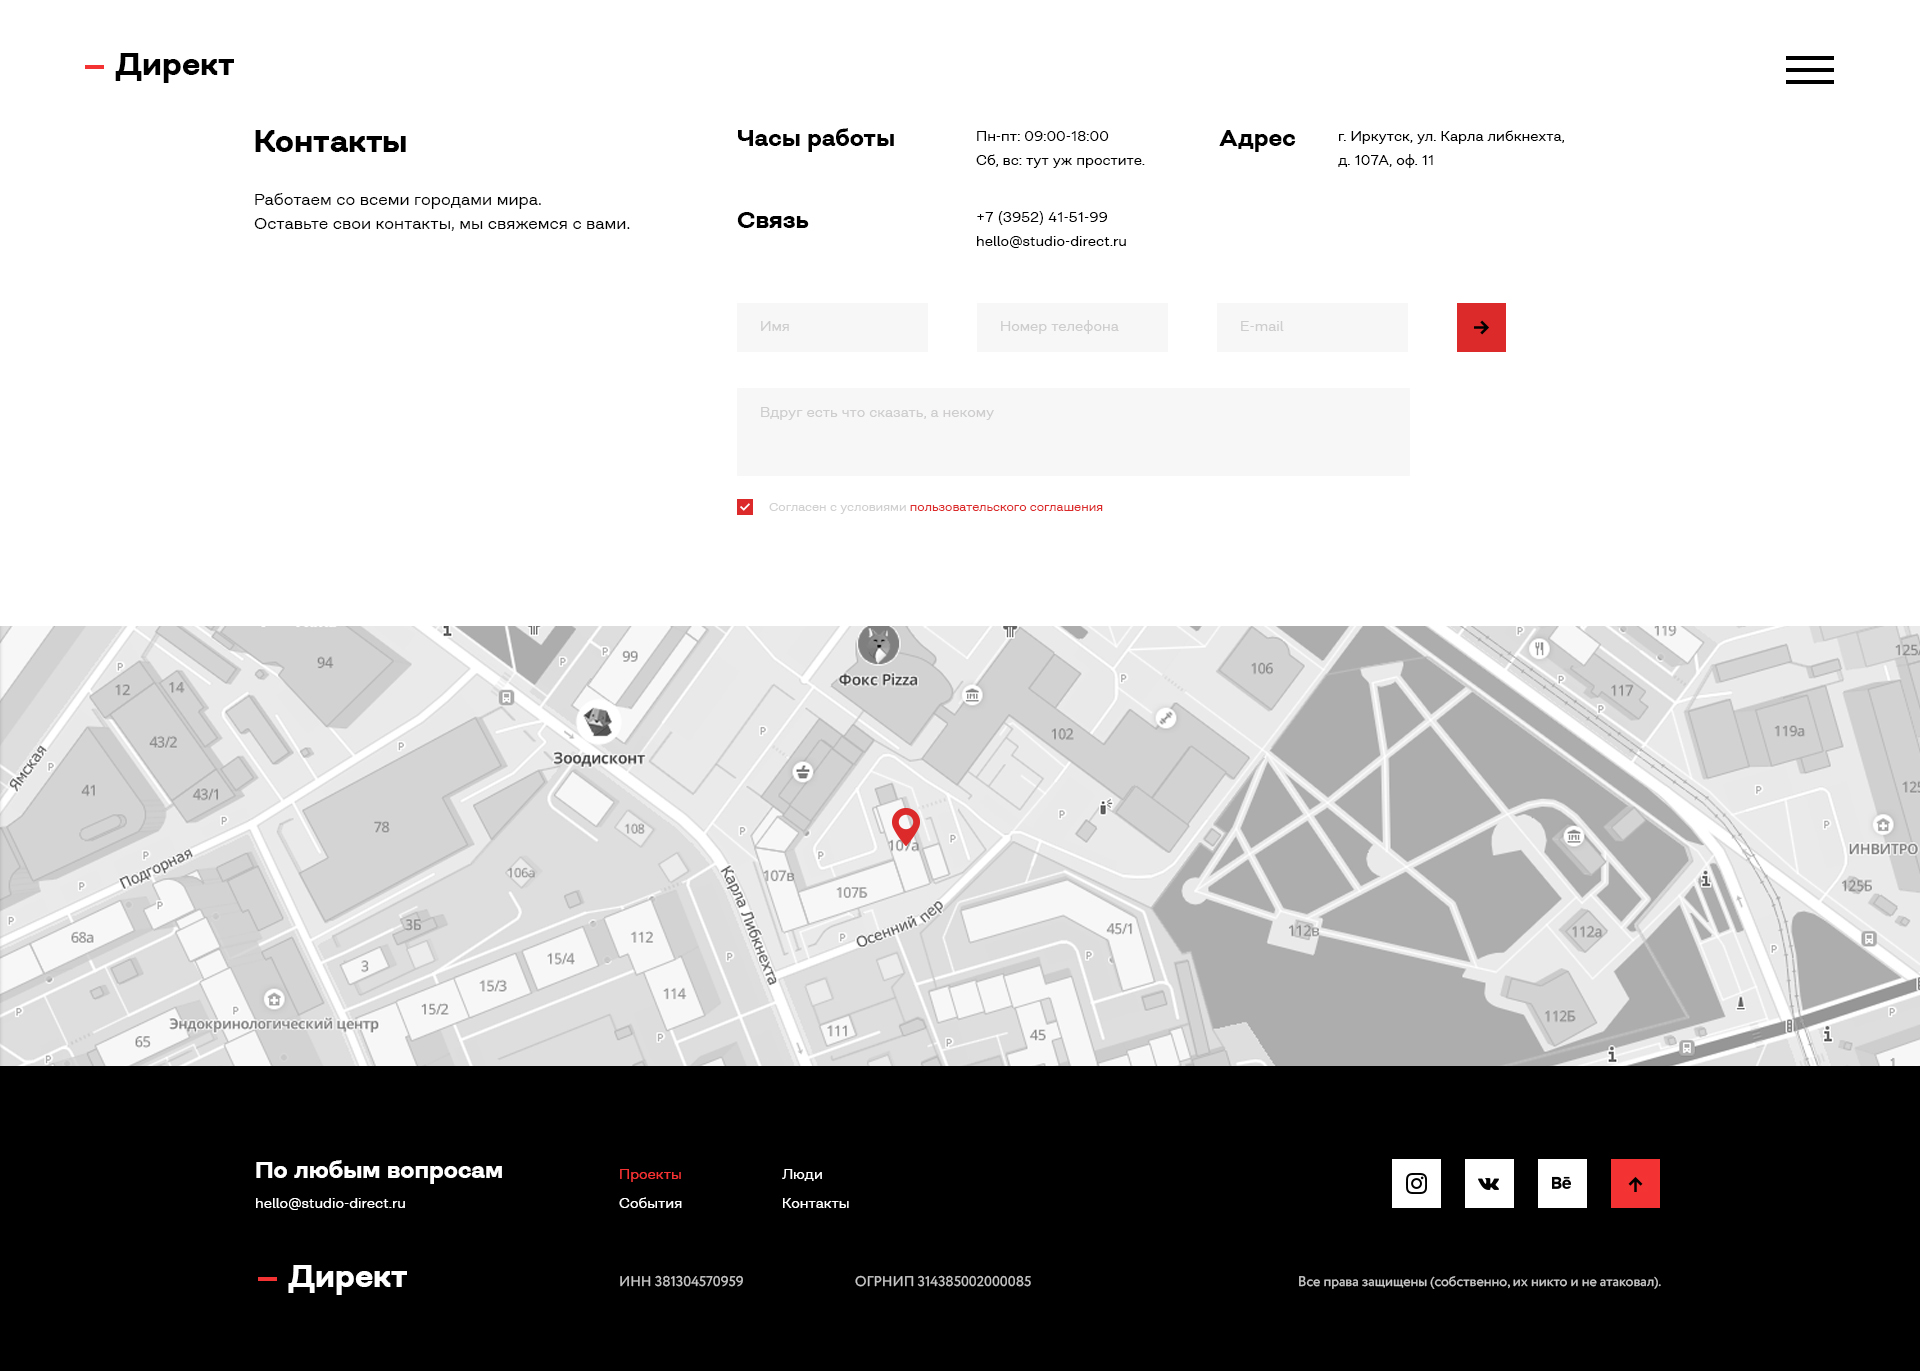 Директ
Контакты
Работаем со всеми городами мира.
Оставьте свои контакты, мы свяжемся с вами.
Часы работы
Пн-пт: 09:00-18:00
Сб, вс: тут уж простите.
Адрес
г. Иркутск, ул. Карла либкнехта,
д. 107А, оф. 11
Связь
+7 (3952) 41-51-99
hello@studio-direct.ru
Имя
Номер телефона
E-mail
Вдруг есть что сказать, а некому
Согласен с условиями пользовательского соглашения
94
99
119
125/
12
14
Фокс Pizza
106
117
43/2
102
119а
Ямская
Зоодисконт
41
43/1
125
78
108
107а
ИНВИТРО
Подгорная
106а
107в
107Б
125Б
Карла Либкнехта
Осенний пер
3Б
68а
112
45/1
112в
112а
3
15/4
15/3
114
15/2
Эндокринологический центр
111
45
112Б
65
1
По любым вопросам
hello@studio-direct.ru
Проекты
Люди
События
Контакты
Bē
Директ
ИНН 381304570959
ОГРНИП 314385002000085
Все права защищены (собственно, их никто и не атаковал).